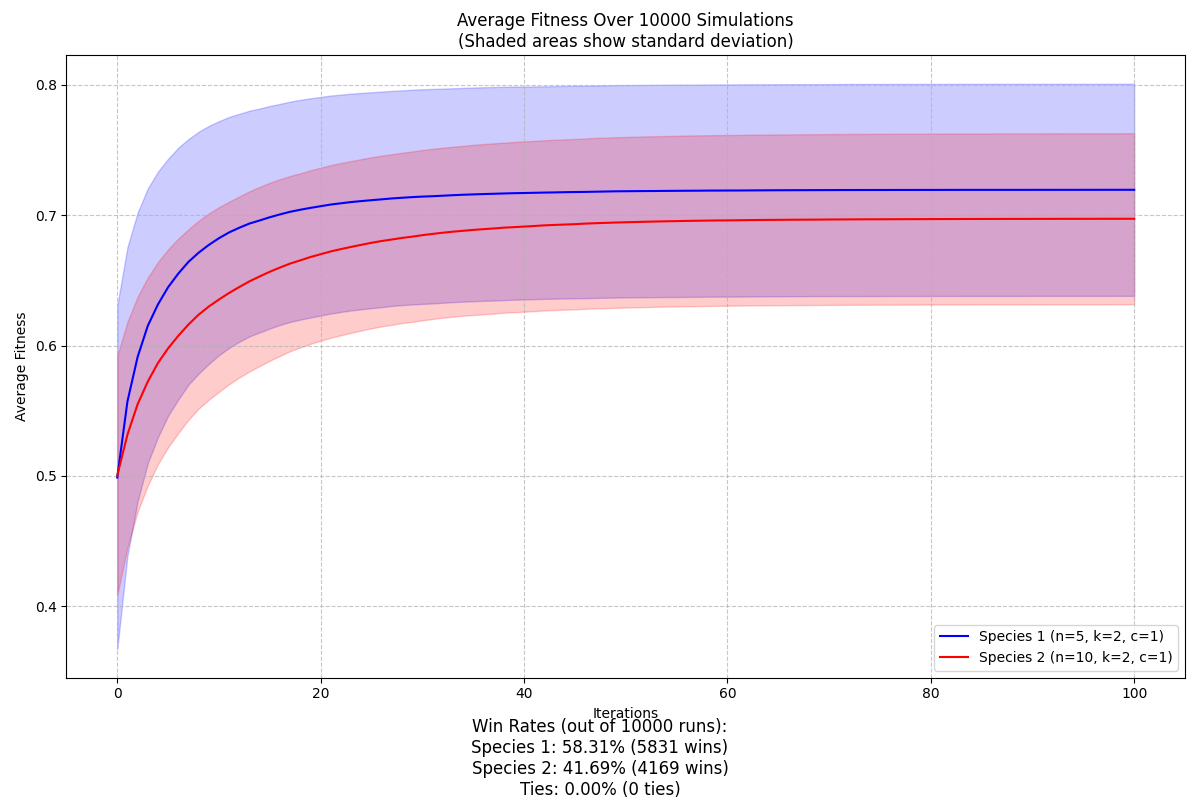 Average Fitness Over 10000 Simulations
(Shaded areas show standard deviation)
Average Fitness
0.8
0.7
0.6
0.5
0.4
0
20
40
60
80
100
Species 1 (n=5, k=2, c=1)
Species 2 (n=10, k=2, c=1)
Iterations
Win Rates (out of 10000 runs):
Species 1: 58.31% (5831 wins)
Species 2: 41.69% (4169 wins)
Ties: 0.00% (0 ties)